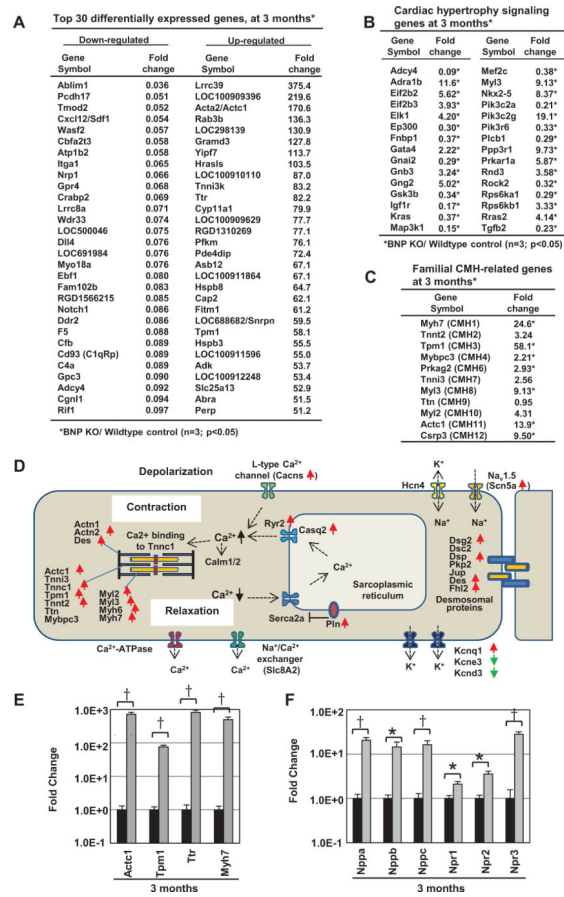 A
Top 30 differentially expressed genes, at 3 months*
Down-regulated Up-regulated
Gene Symbol Fold change Gene Symbol Fold change
Ablim1 0.036 Lrrc39 375.4
Pcdh17 0.051 LOC100909396 219.6
Tmod2 0.052 Acta2/Actc1 170.6
Cxcl12/Sdf1 0.054 Rab3b 136.3
Wasf2 0.057 LOC298139 130.9
Cbfa2t3 0.058 Gramd3 127.8
Atp1b2 0.058 Yipf7 113.7
Itga1 0.065 Hrasls 103.5
Nrp1 0.066 LOC100910110 87.0
Gpr4 0.068 Tnni3k 83.2
Crabp2 0.069 Ttr 82.2
Lrrc8a 0.071 Cyp11a1 79.9
Wdr33 0.074 LOC100909629 77.7
LOC500046 0.075 RGD1310269 77.1
Dll4 0.076 Pfkm 76.1
LOC691984 0.076 Pde4dip 72.4
Myo18a 0.076 Asb12 67.1
Ebf1 0.080 LOC100911864 67.1
Fam102b 0.083 Hspb8 64.7
RGD1566215 0.085 Cap2 62.1
Notch1 0.086 Fitm1 61.2
Ddr2 0.086 LOC688682/Snrpn 59.5
F5 0.088 Tpm1 58.1
Cfb 0.089 Hspb3 55.5
Cd93 (C1qRp) 0.089 LOC100911596 55.0
C4a 0.089 Adk 53.7
Gpc3 0.090 LOC100912248 53.4
Adcy4 0.092 Slc25a13 52.9
Cgnl1 0.094 Abra 51.5
Rif1 0.097 Perp 51.2
*BNP KO/ Wildtype control (n=3; p<0.05)
B
Cardiac hypertrophy signaling
genes at 3 months*
Gene Symbol Fold change Gene Symbol Fold change
Adcy4 0.09* Mef2c 0.38*
Adra1b 11.6* Myl3 9.13*
Eif2b2 5.62* Nkx2-5 8.37*
Eif2b3 3.93* Pik3c2a 0.21*
Elk1 4.20* Pik3c2g 19.1*
Ep300 0.30* Pik3r6 0.33*
Fnbp1 0.37* Plcb1 0.29*
Gata4 2.22* Ppp3r1 9.73*
Gnai2 0.29* Prkar1a 5.87*
Gnb3 3.24* Rnd3 3.58*
Gng2 5.02* Rock2 0.32*
Gsk3b 0.34* Rps6ka1 0.29*
Igf1r 0.17* Rps6kb1 3.33*
Kras 0.37* Rras2 4.14*
Map3k1 0.15* Tgfb2 0.23*
*BNP KO/ Wildtype control (n=3; p<0.05)
C
Familial CMH-related genes
at 3 months*
Gene Symbol Fold change
Myh7 (CMH1) 24.6*
Tnnt2 (CMH2) 3.24
Tpm1 (CMH3) 58.1*
Mybpc3 (CMH4) 2.21*
Prkag2 (CMH6) 2.93*
Tnni3 (CMH7) 2.56
Myl3 (CMH8) 9.13*
Ttn (CMH9) 0.95
Myl2 (CMH10) 4.31
Actc1 (CMH11) 13.9*
Csrp3 (CMH12) 9.50*
*BNP KO/ Wildtype control (n=3; p<0.05)
D
Depolarization
L-type Ca2+
channel (Cacns )
Hcn4
K+
Nav1.5
(Scn5a )
Contraction
Actn1
Actn2
Des
Ca2+ binding
to Tnnc1
Ca2+
Calm1/2
Ryr2
Casq2
Ca2+
Sarcoplasmic
reticulum
Na+
Na+
Dsg2
Dsc2
Dsp
Pkp2
Jup
Des
Fhl2
Desmosomal
proteins
Actc1
Tnni3
Tnnc1
Tpm1
Tnnt2
Ttn
Mybpc3
Myl2
Myl3
Myh6
Myh7
Relaxation
Ca2+
Serca2a
Pln
Ca2+-ATPase
Ca2+
Ca2+
Na+/Ca2+
exchanger
(Slc8A2)
K+
K+
Kcnq1
Kcne3
Kcnd3
E
Fold Change
1.0E+3
1.0E+2
1.0E+1
1.0E+0
1.0E-1
† † † †
Actc1 Tpm1 Ttr Myh7
3 months
F
Fold Change
1.0E+2
1.0E+1
1.0E+0
1.0E-1
† * † * * †
Nppa Nppb Nppc Npr1 Npr2 Npr3
3 months